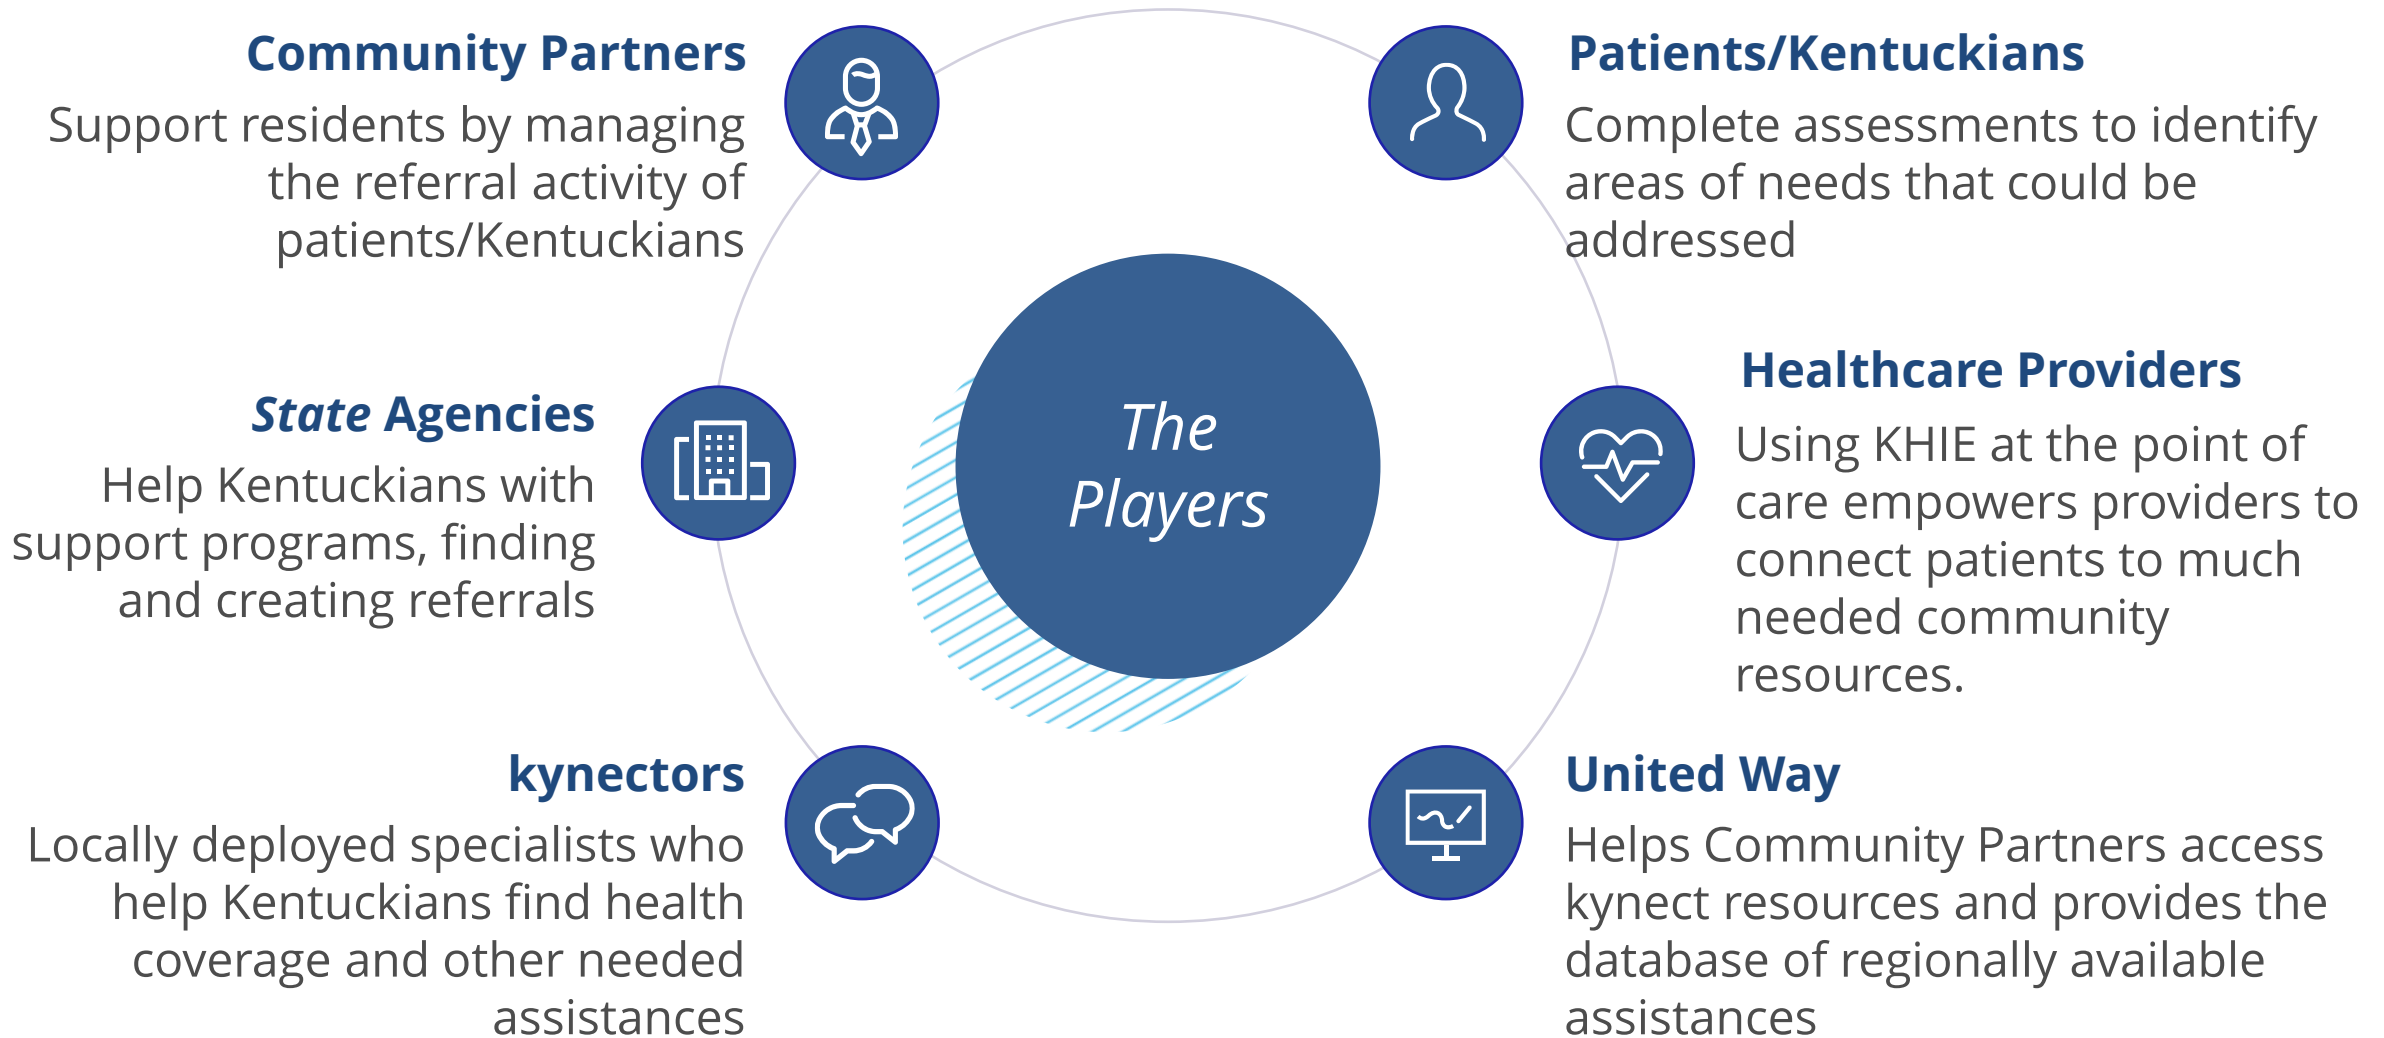 Community Partners
Support residents by managing
the referral activity of
patients/Kentuckians
State Agencies
Help Kentuckians with
support programs, finding
and creating referrals
kynectors
Locally deployed specialists who
help Kentuckians find health
coverage and other needed
assistances
The
Players
Patients/Kentuckians
Complete assessments to identify
areas of needs that could be
addressed
Healthcare Providers
Using KHIE at the point of
care empowers providers to
connect patients to much
needed community
resources.
United Way
Helps Community Partners access
kynect resources and provides the
database of regionally available
assistances